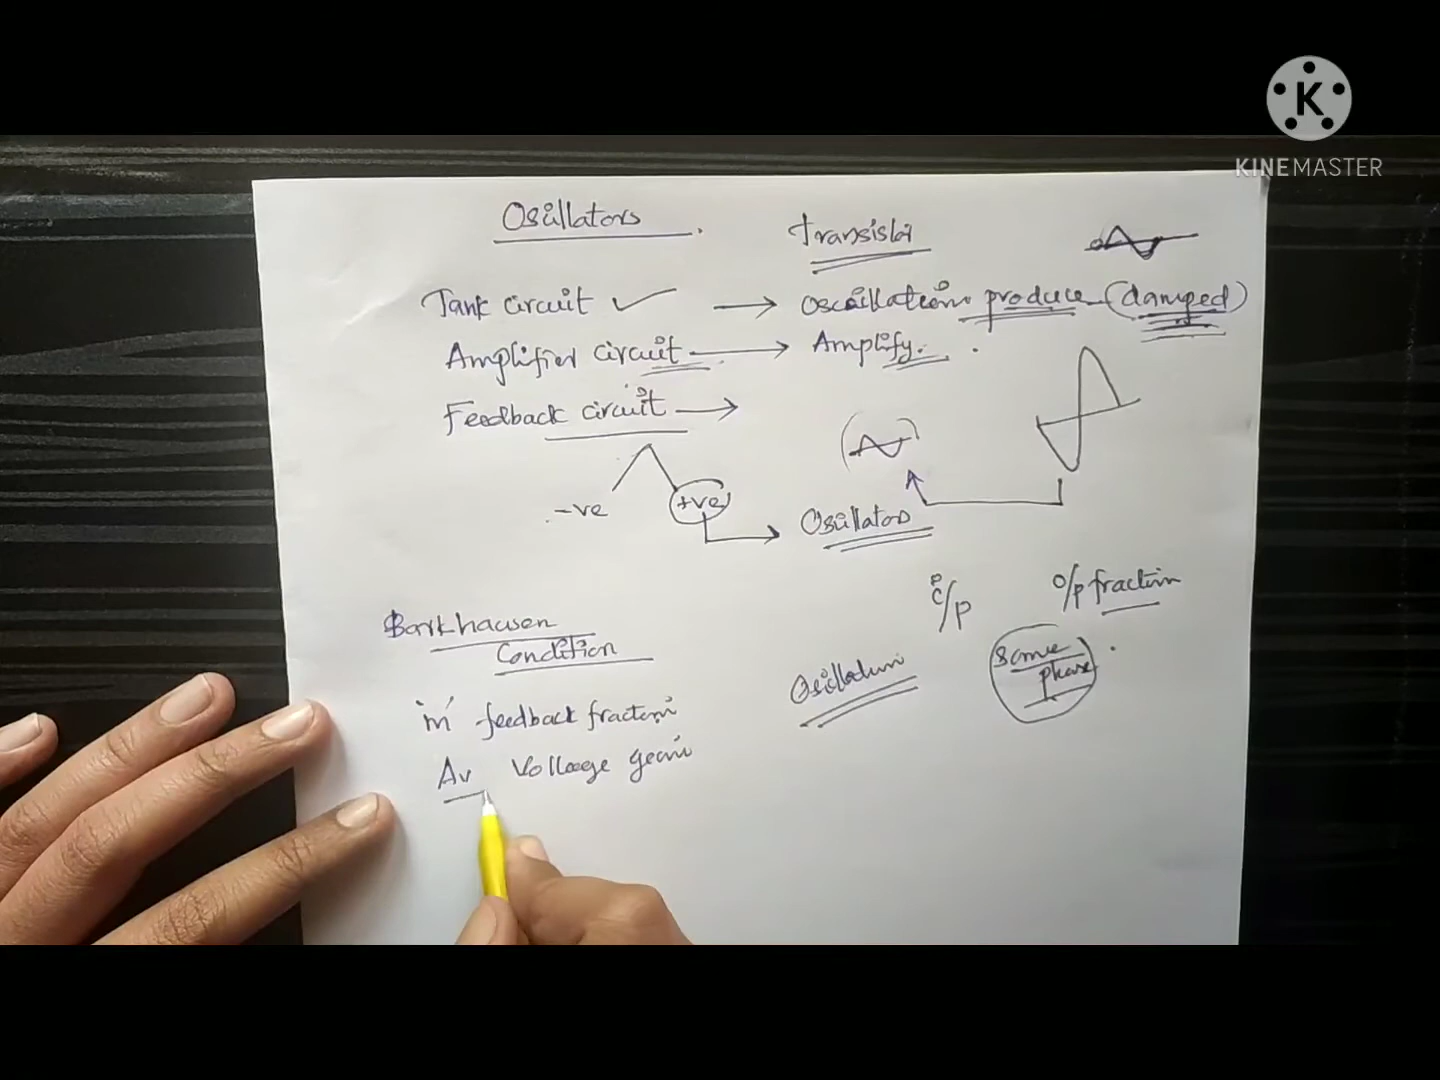 KINEMASTER
Oscillators.
transistor
Tank circuit → oscillations produce (damped)
Amplifier circuit → Amplify.
Feedback circuit →
-ve +ve → Oscillator
i/p o/p fraction
Barkhausen
Condition
Oscillation same
phase
'm' feedback fraction
Av Voltage gain